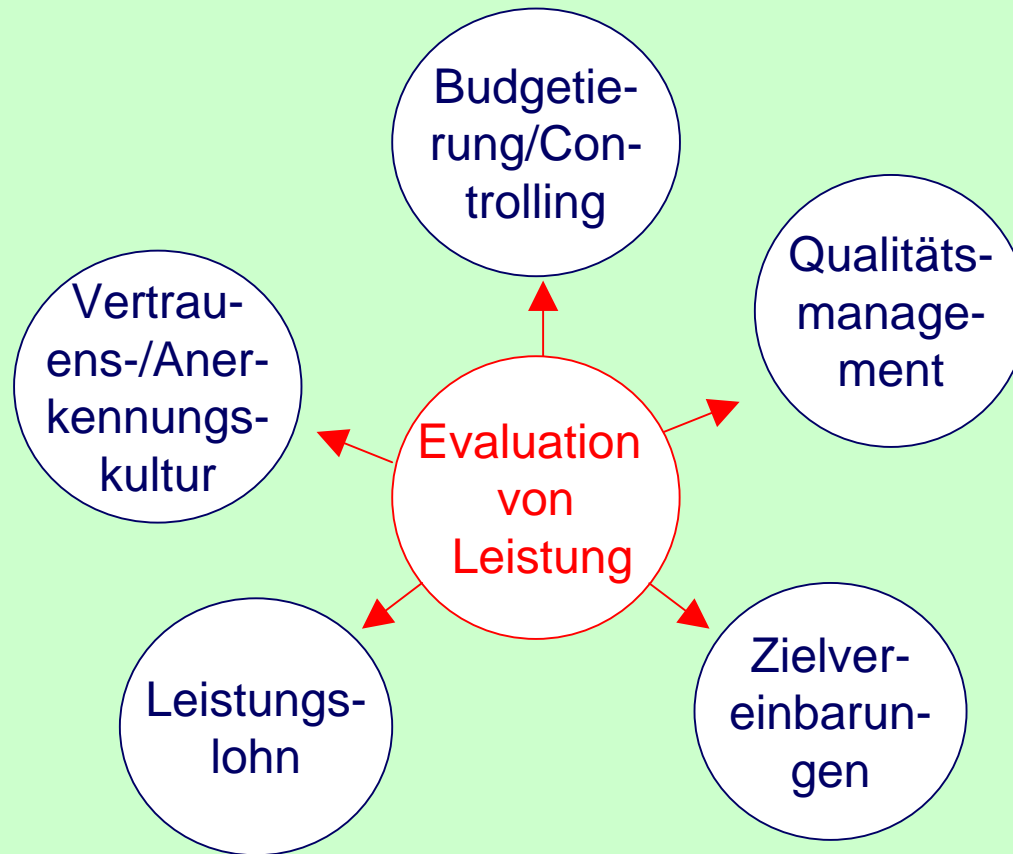 Budgetie-
rung/Con-
trolling
Qualitäts-
manage-
ment
Vertrau-
ens-/Aner-
kennungs-
kultur
Evaluation
von
Leistung
Leistungs-
lohn
Zielver-
einbarun-
gen